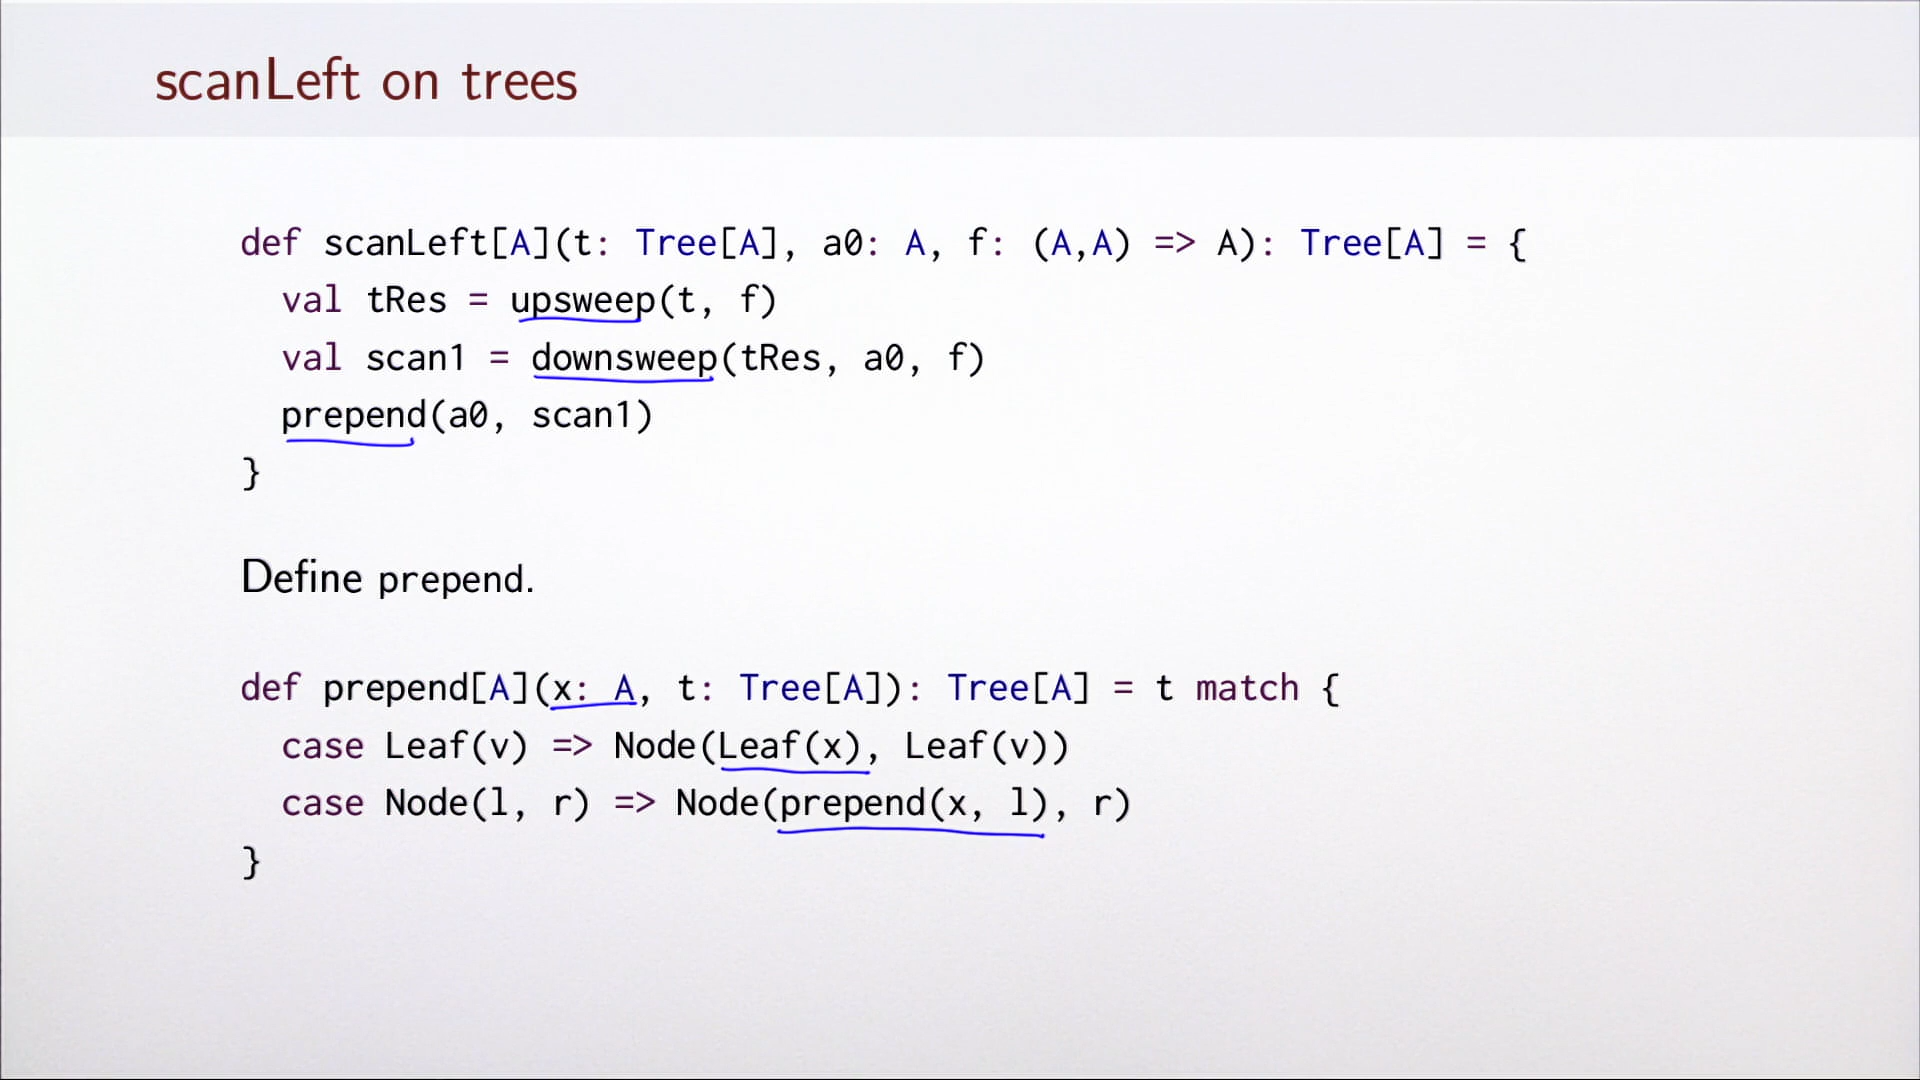 scanLeft on trees
def scanLeft[A](t: Tree[A], a0: A, f: (A,A) => A): Tree[A] = {
val tRes = upsweep(t, f)
val scan1 = downsweep(tRes, a0, f)
prepend(a0, scan1)
}
Define prepend.
def prepend[A](x: A, t: Tree[A]): Tree[A] = t match {
case Leaf(v) => Node(Leaf(x), Leaf(v))
case Node(l, r) => Node(prepend(x, l), r)
}